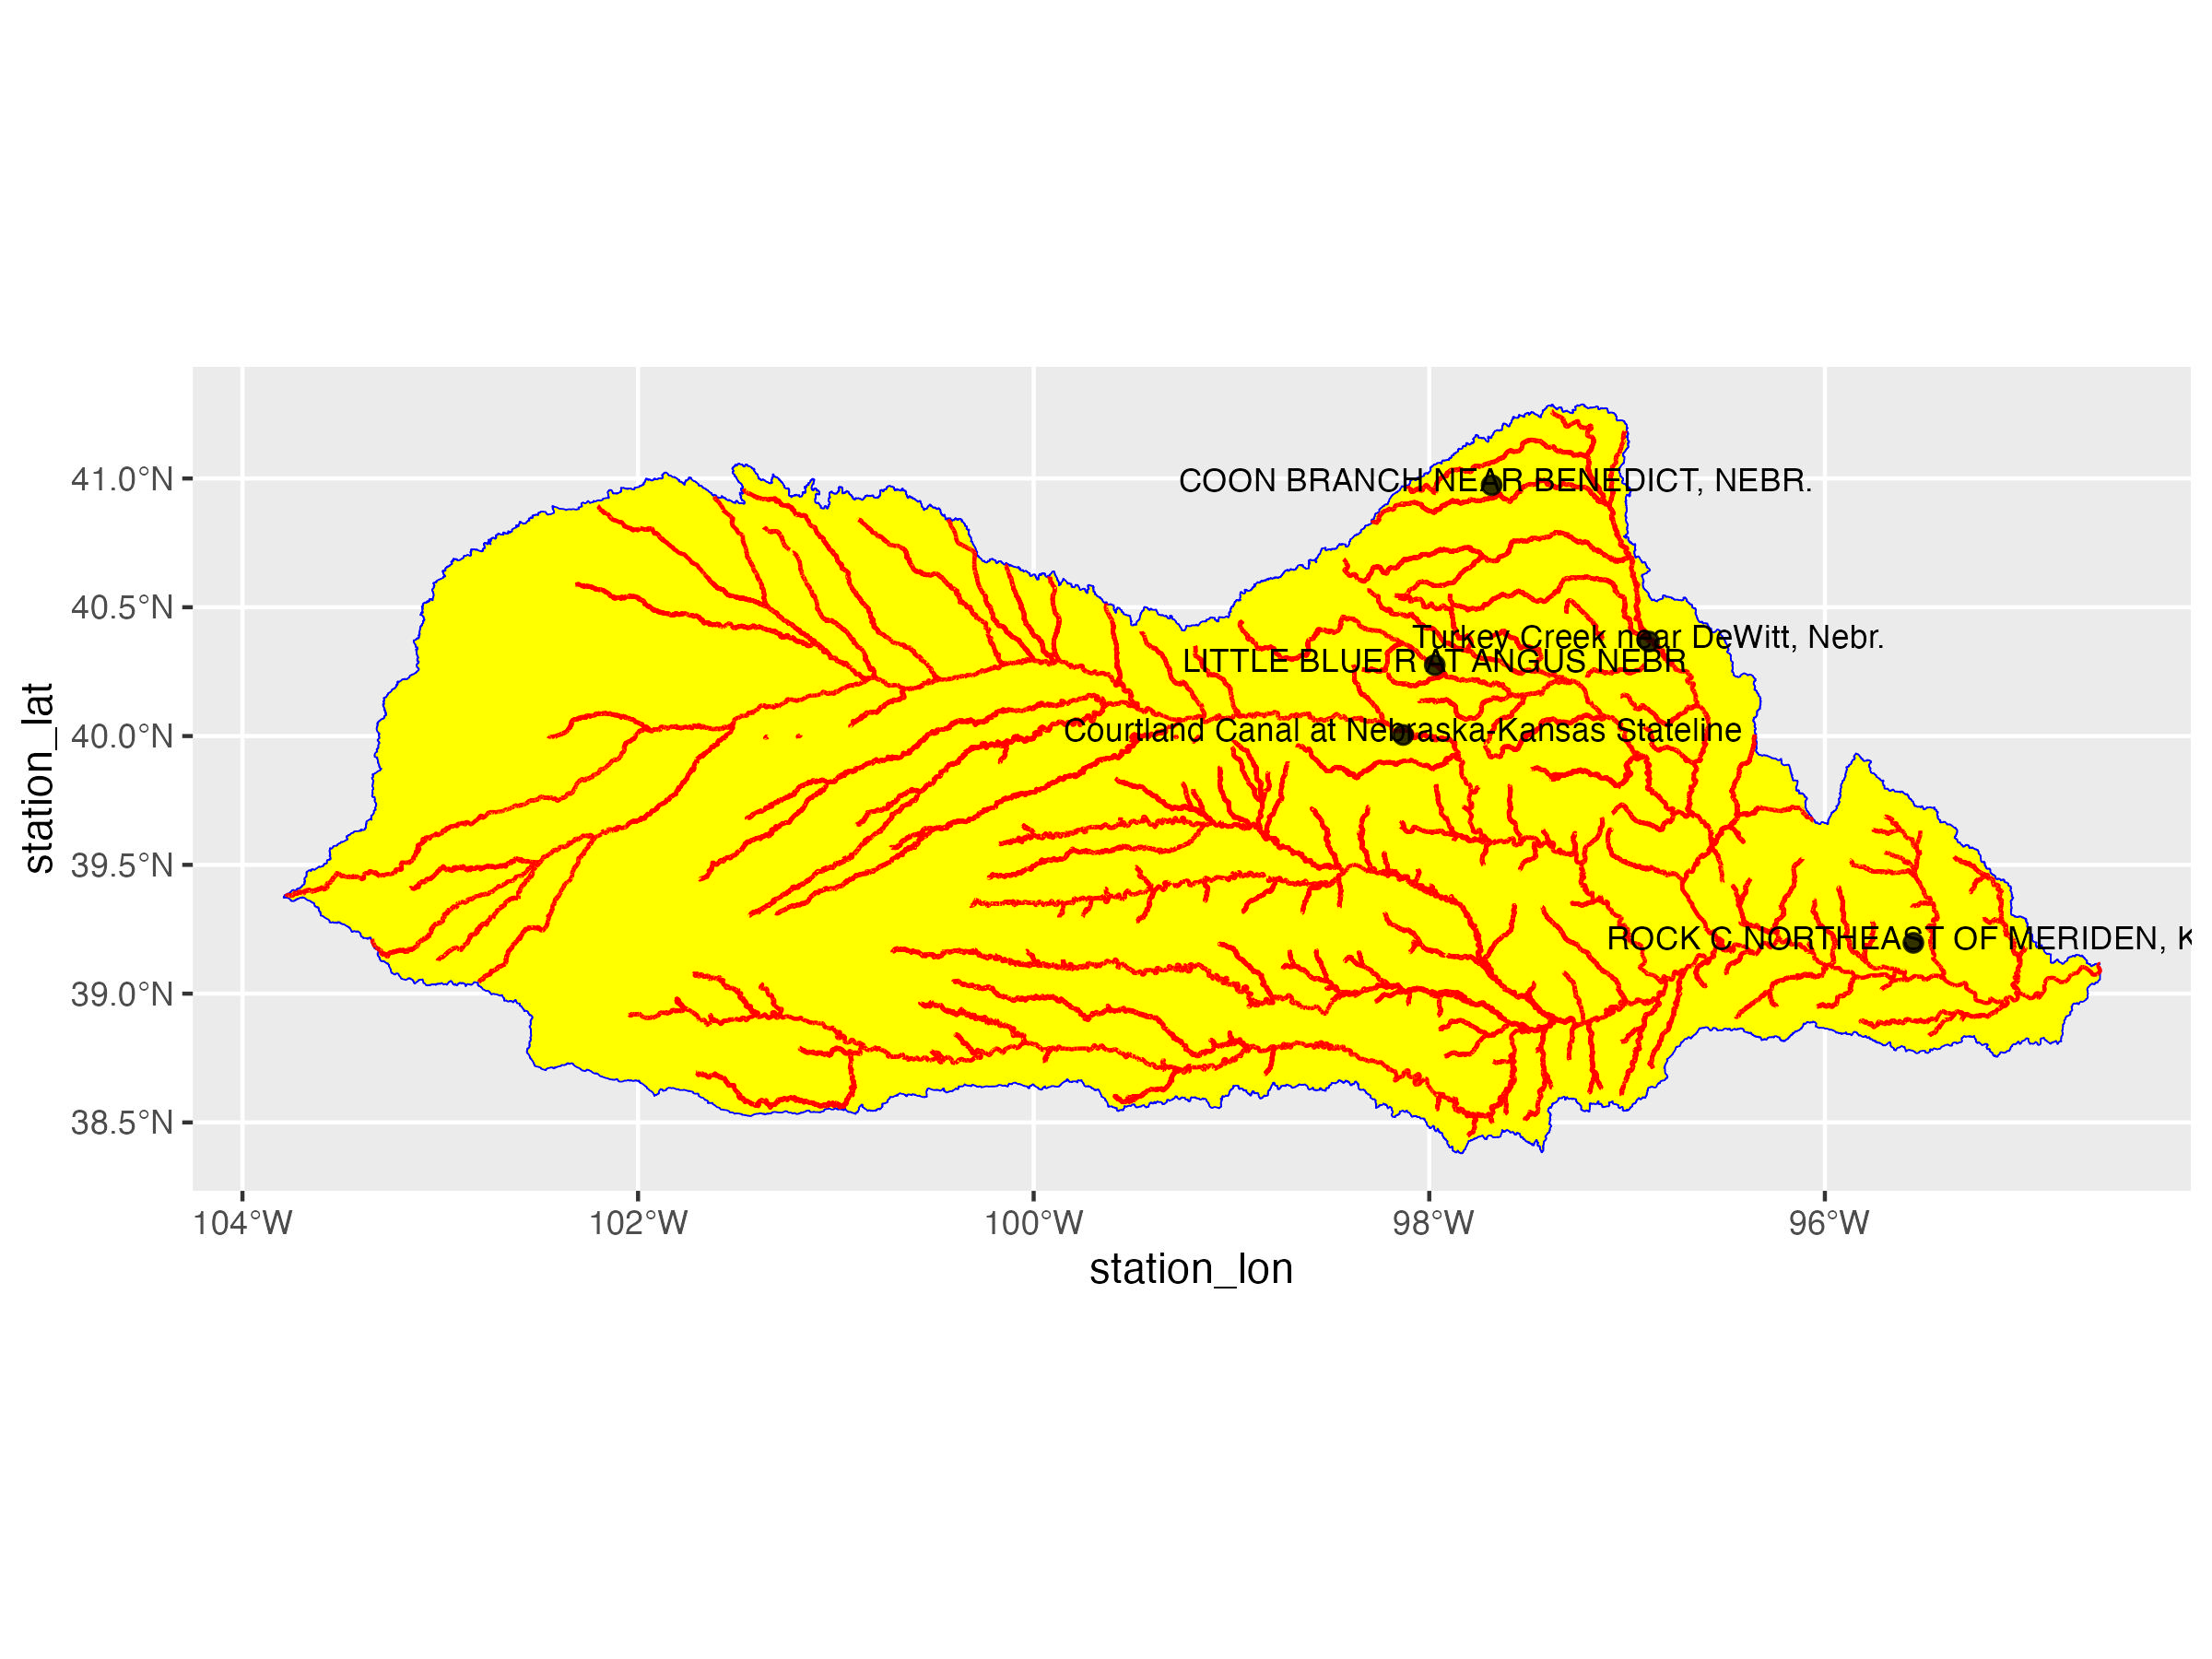 station_lat
41.0°N
40.5°N
40.0°N
39.5°N
39.0°N
38.5°N
COON BRANCH NEAR BENEDICT, NEBR.
Turkey Creek near DeWitt, Nebr.
LITTLE BLUE R AT ANGUS NEBR
Courtland Canal at Nebraska-Kansas Stateline
ROCK C NORTHEAST OF MERIDEN, K
104°W
102°W
100°W
98°W
96°W
station_lon